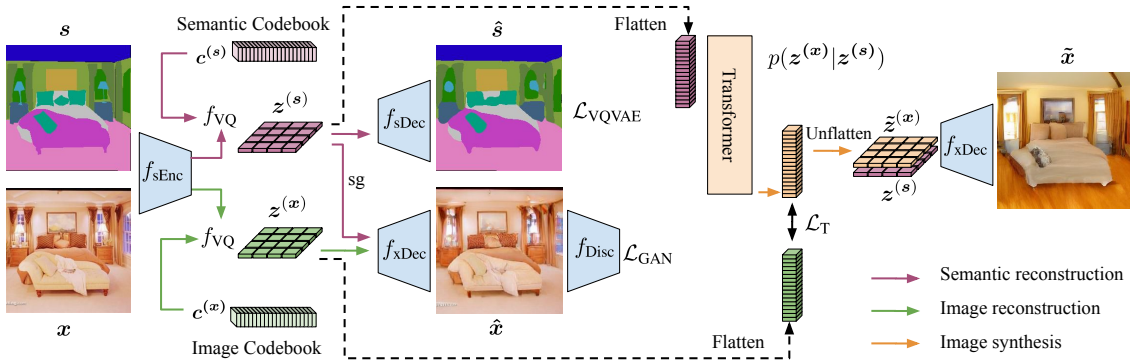 s
Semantic Codebook
c^(s)
ŝ
Flatten
p(z^(x)|z^(s))
x̃
f_VQ
z^(s)
f_sDec
L_VQVAE
Transformer
Unflatten
z̃^(x)
f_xDec
f_sEnc
sg
z^(s)
z^(x)
L_T
f_VQ
f_xDec
f_Disc
L_GAN
Semantic reconstruction
c^(x)
Image reconstruction
x
Image Codebook
x̂
Flatten
Image synthesis